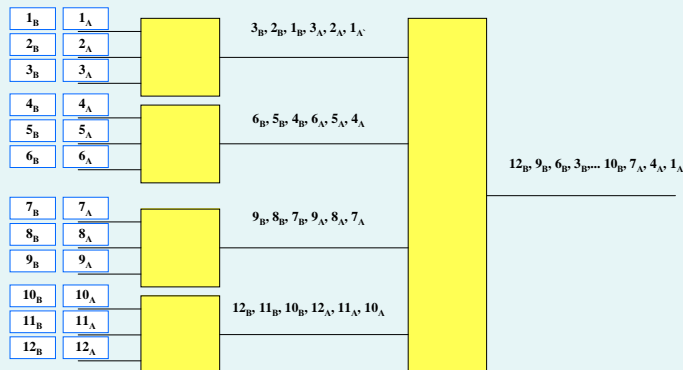 1B 1A
2B 2A
3B 3A
3B, 2B, 1B, 3A, 2A, 1A.
4B 4A
5B 5A
6B 6A
6B, 5B, 4B, 6A, 5A, 4A
12B, 9B, 6B, 3B,... 10B, 7A, 4A, 1A
7B 7A
8B 8A
9B 9A
9B, 8B, 7B, 9A, 8A, 7A
10B 10A
11B 11A
12B 12A
12B, 11B, 10B, 12A, 11A, 10A